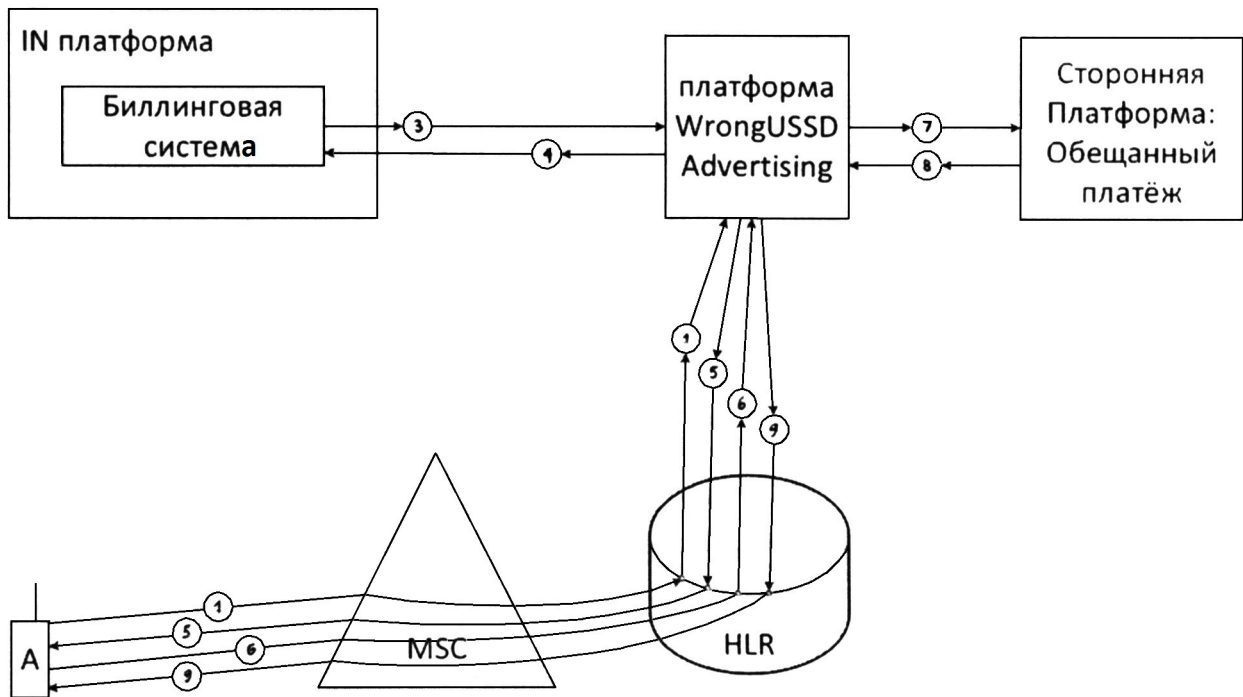 IN платформа
Биллинговая
система
платформа
WrongUSSD
Advertising
Сторонняя
Платформа:
Обещанный
платёж
3
4
7
8
1
5
6
9
1
5
6
9
A
MSC
HLR